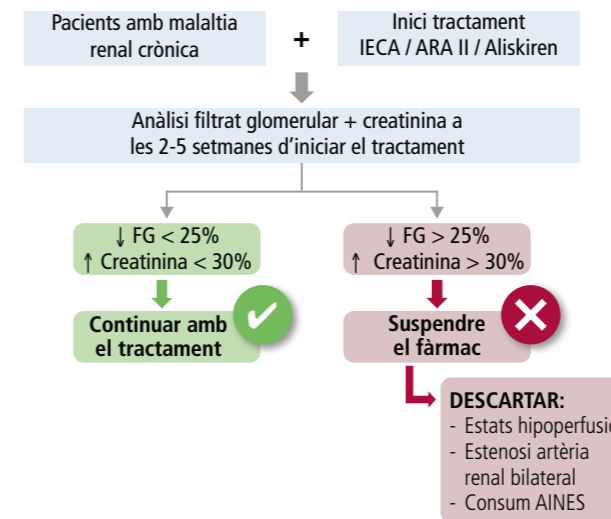 Pacients amb malaltia
renal crònica
+
Inici tractament
IECA / ARA II / Aliskiren
Anàlisi filtrat glomerular + creatinina a
les 2-5 setmanes d'iniciar el tractament
↓ FG < 25%
↑ Creatinina < 30%
↓ FG > 25%
↑ Creatinina > 30%
Continuar amb
el tractament
Suspendre
el fàrmac
DESCARTAR:
- Estats
- Estenosi artèria
renal bilateral
- Consum AINES